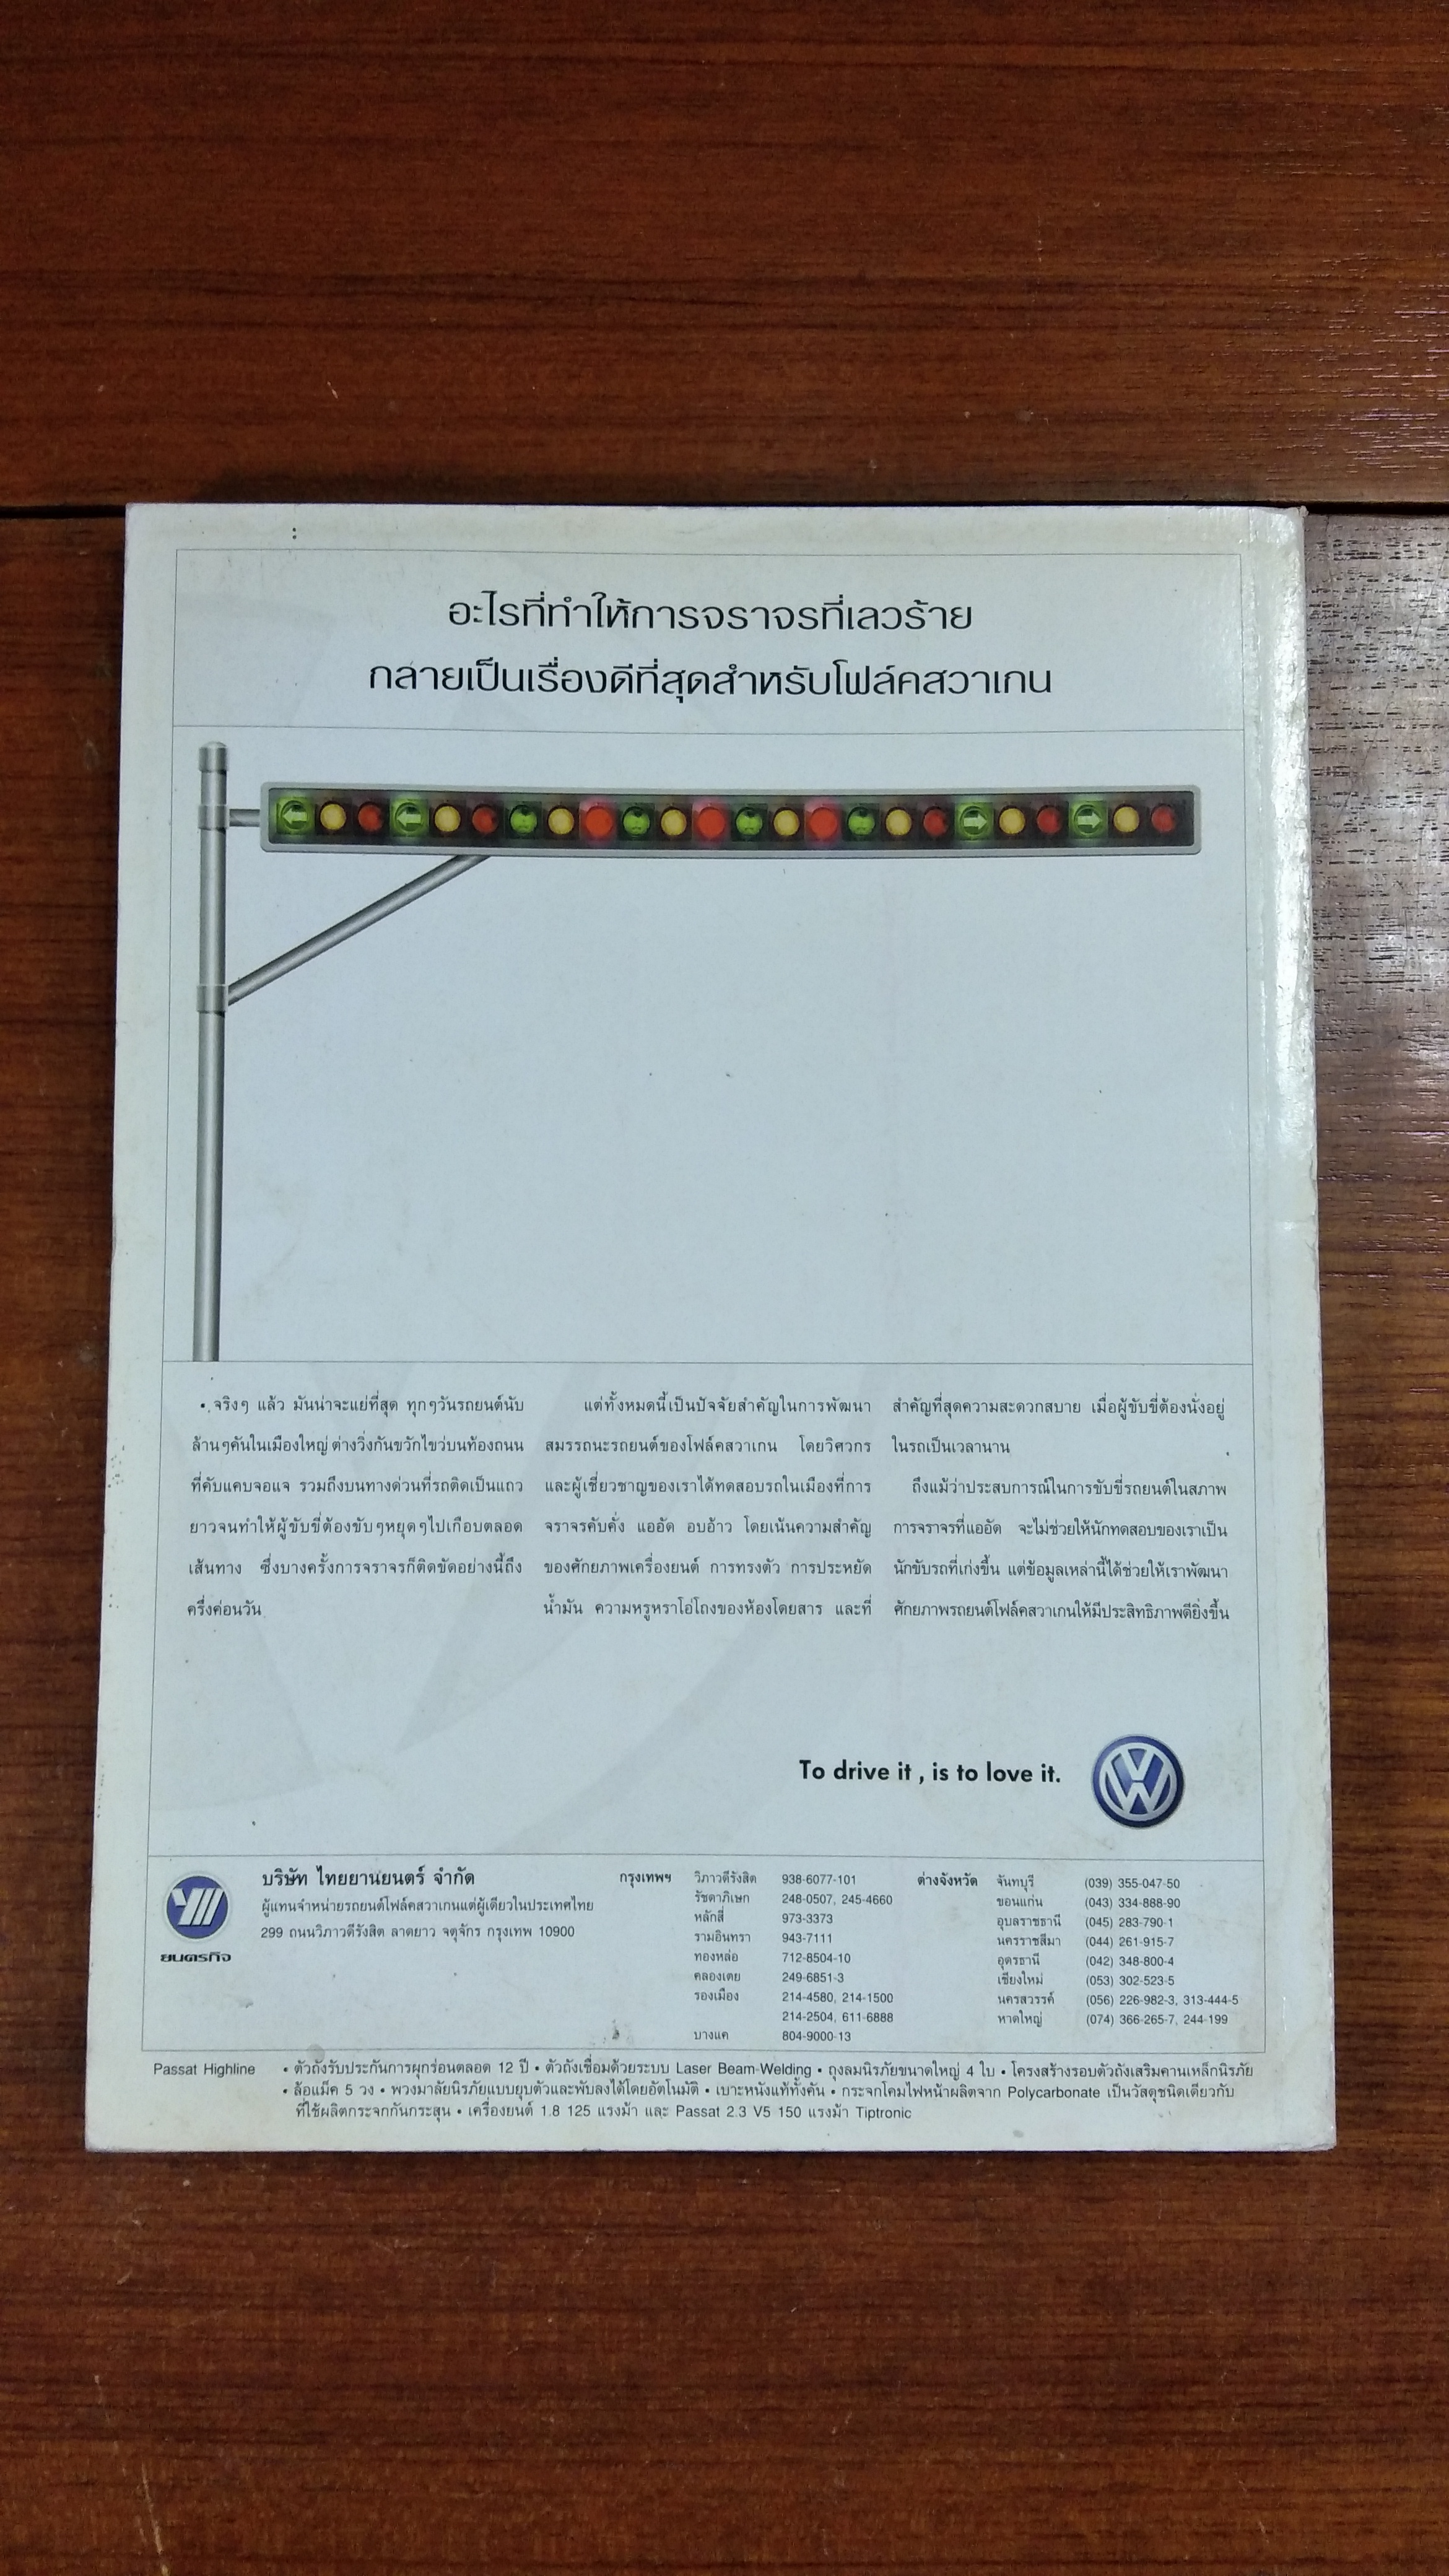 อะไรที่ทำให้การจราจรที่เลวร้าย
กลายเป็นเรื่องดีที่สุดสำหรับโฟล์คสวาเกน
• จริงๆ แล้ว มันน่าจะแย่ที่สุด ทุกๆวันรถยนต์นับ
ล้านๆคันในเมืองใหญ่ ต่างวิ่งกันขวักไขว่บนท้องถนน
ที่คับแคบจอแจ รวมถึงบนทางด่วนที่รถติดเป็นแถว
ยาวจนทำให้ผู้ขับขี่ต้องขับๆหยุดๆไปเกือบตลอด
เส้นทาง ซึ่งบางครั้งการจราจรก็ติดขัดอย่างนี้ถึง
ครึ่งค่อนวัน
แต่ทั้งหมดนี้เป็นปัจจัยสำคัญในการพัฒนา
สมรรถนะรถยนต์ของโฟล์คสวาเกน โดยวิศวกร
และผู้เชี่ยวชาญของเราได้ทดสอบรถในเมืองที่การ
จราจรคับคั่ง แออัด อบอ้าว โดยเน้นความสำคัญ
ของศักยภาพเครื่องยนต์ การทรงตัว การประหยัด
น้ำมัน ความหรูหราโอ่โถงของห้องโดยสาร และที่
สำคัญที่สุดความสะดวกสบาย เมื่อผู้ขับขี่ต้องนั่งอยู่
ในรถเป็นเวลานาน
ถึงแม้ว่าประสบการณ์ในการขับขี่รถยนต์ในสภาพ
การจราจรที่แออัด จะไม่ช่วยให้นักทดสอบของเราเป็น
นักขับรถที่เก่งขึ้น แต่ข้อมูลเหล่านี้ได้ช่วยให้เราพัฒนา
ศักยภาพรถยนต์โฟล์คสวาเกนให้มีประสิทธิภาพดียิ่งขึ้น
To drive it , is to love it.
ยนตรกิจ
บริษัท ไทยยานยนตร์ จำกัด
ผู้แทนจำหน่ายรถยนต์โฟล์คสวาเกนแต่ผู้เดียวในประเทศไทย
299 ถนนวิภาวดีรังสิต ลาดยาว จตุจักร กรุงเทพ 10900
กรุงเทพฯ วิภาวดีรังสิต 938-6077-101
รัชดาภิเษก 248-0507, 245-4660
หลักสี่ 973-3373
รามอินทรา 943-7111
ทองหล่อ 712-8504-10
คลองเตย 249-6851-3
รองเมือง 214-4580, 214-1500
214-2504, 611-6888
บางแค 804-9000-13
ต่างจังหวัด จันทบุรี (039) 355-047-50
ขอนแก่น (043) 334-888-90
อุบลราชธานี (045) 283-790-1
นครราชสีมา (044) 261-915-7
อุดรธานี (042) 348-800-4
เชียงใหม่ (053) 302-523-5
นครสวรรค์ (056) 226-982-3, 313-444-5
หาดใหญ่ (074) 366-265-7, 244-199
Passat Highline • ตัวถังรับประกันการผุกร่อนตลอด 12 ปี • ตัวถังเชื่อมด้วยระบบ Laser Beam-Welding • ถุงลมนิรภัยขนาดใหญ่ 4 ใบ • โครงสร้างรอบตัวถังเสริมคานเหล็กนิรภัย
• ล้อแม็ค 5 วง • พวงมาลัยนิรภัยแบบยุบตัวและพับลงได้โดยอัตโนมัติ • เบาะหนังแท้ทั้งคัน • กระจกโคมไฟหน้าผลิตจาก Polycarbonate เป็นวัสดุชนิดเดียวกับ
ที่ใช้ผลิตกระจกกันกระสุน • เครื่องยนต์ 1.8 125 แรงม้า และ Passat 2.3 V5 150 แรงม้า Tiptronic